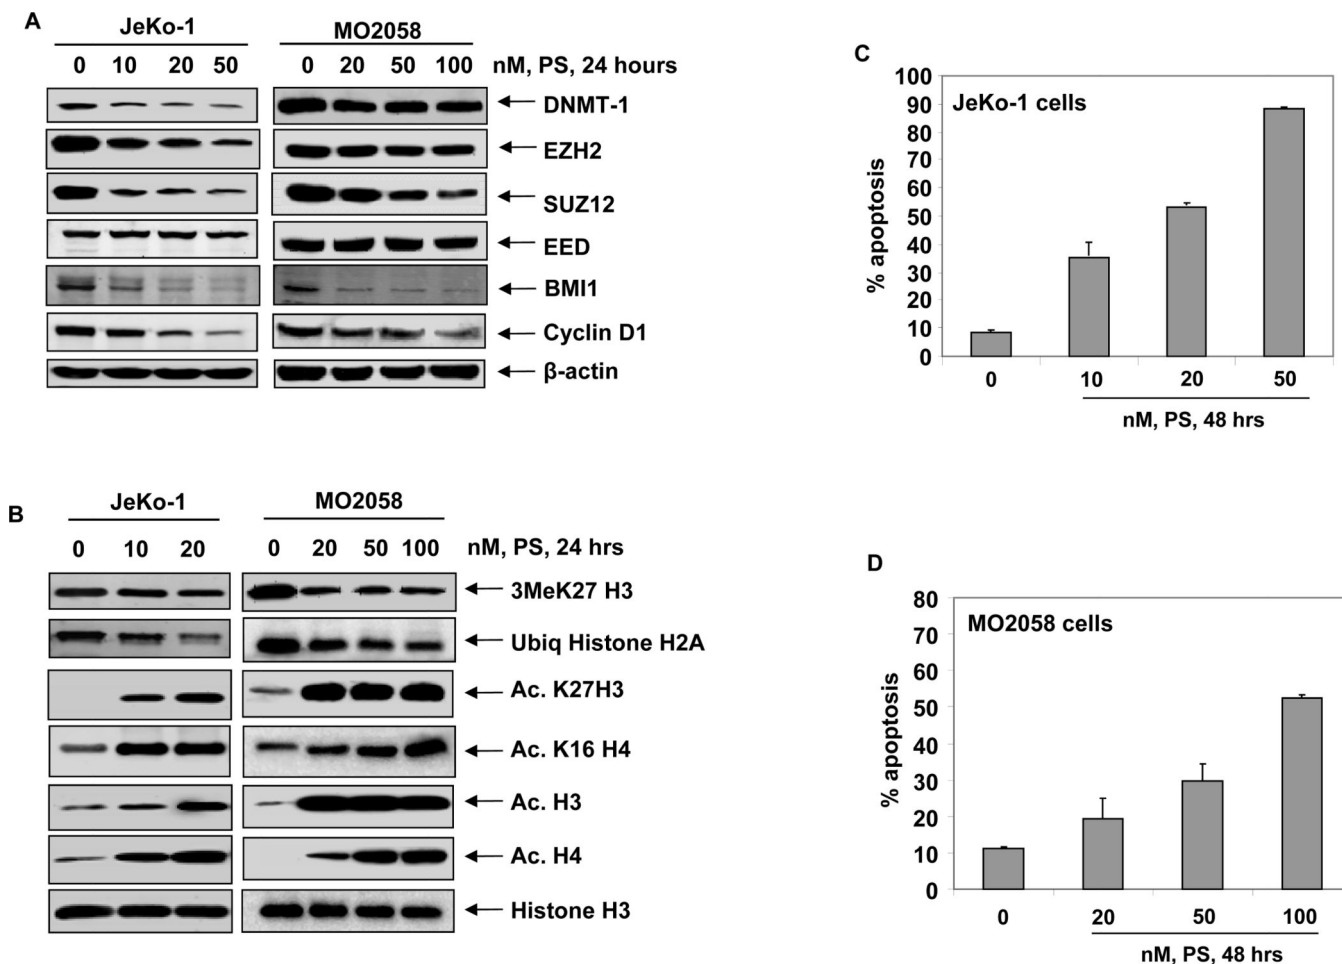 A
JeKo-1
MO2058
0 10 20 50
0 20 50 100 nM, PS, 24 hours
DNMT-1
EZH2
SUZ12
EED
BMI1
Cyclin D1
β-actin
B
JeKo-1
MO2058
0 10 20
0 20 50 100 nM, PS, 24 hrs
3MeK27 H3
Ubiq Histone H2A
Ac. K27H3
Ac. K16 H4
Ac. H3
Ac. H4
Histone H3
C
JeKo-1 cells
% apoptosis
100
90
80
70
60
50
40
30
20
10
0
0 10 20 50
nM, PS, 48 hrs
D
MO2058 cells
% apoptosis
80
70
60
50
40
30
20
10
0
0 20 50 100
nM, PS, 48 hrs